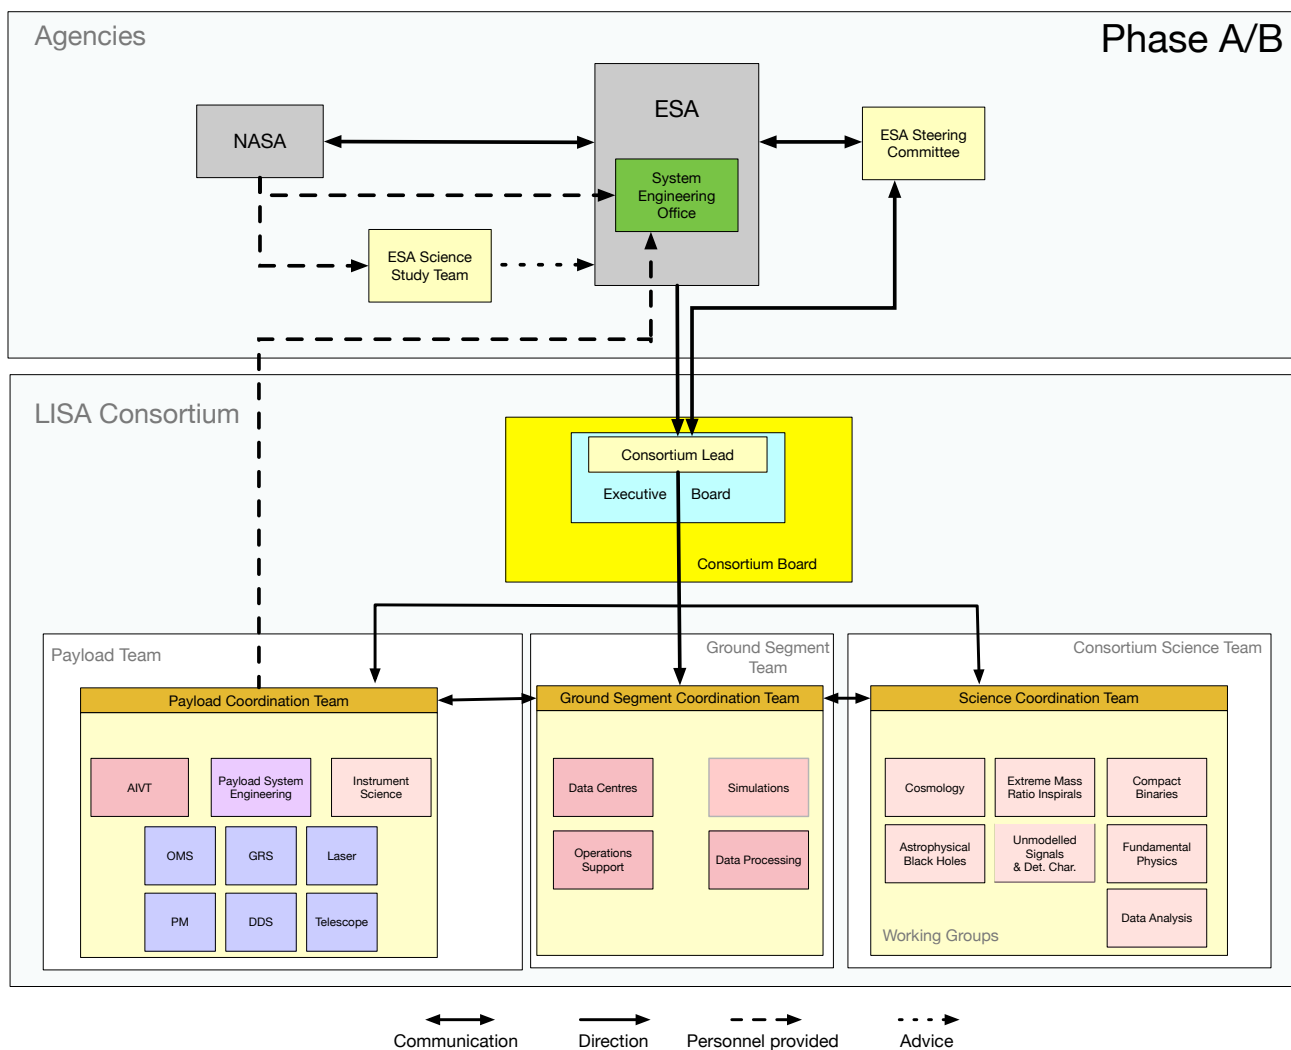 Agencies
Phase A/B
NASA
ESA
ESA Steering
Committee
System
Engineering
Office
ESA Science
Study Team
LISA Consortium
Consortium Lead
Executive Board
Consortium Board
Payload Team
Ground Segment
Team
Consortium Science Team
Payload Coordination Team
Ground Segment Coordination Team
Science Coordination Team
AIVT
Payload System
Engineering
Instrument
Science
OMS
GRS
Laser
PM
DDS
Telescope
Data Centres
Simulations
Operations
Support
Data Processing
Cosmology
Extreme Mass
Ratio Inspirals
Compact
Binaries
Astrophysical
Black Holes
Unmodelled
Signals
& Det. Char.
Fundamental
Physics
Data Analysis
Working Groups
Communication
Direction
Personnel provided
Advice